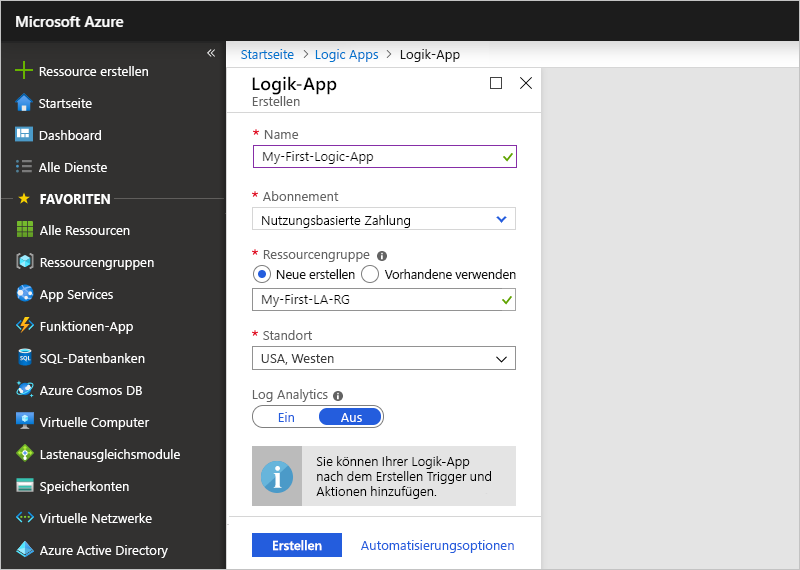 Microsoft Azure
«
Ressource erstellen
Startseite
Dashboard
Alle Dienste
FAVORITEN
Alle Ressourcen
Ressourcengruppen
App Services
Funktionen-App
SQL-Datenbanken
Azure Cosmos DB
Virtuelle Computer
Lastenausgleichsmodule
Speicherkonten
Virtuelle Netzwerke
Azure Active Directory
Startseite > Logic Apps > Logik-App
Logik-App
Erstellen
* Name
My-First-Logic-App
* Abonnement
Nutzungsbasierte Zahlung
* Ressourcengruppe
Neue erstellen Vorhandene verwenden
My-First-LA-RG
* Standort
USA, Westen
Log Analytics
Ein Aus
Sie können Ihrer Logik-App
nach dem Erstellen Trigger und
Aktionen hinzufügen.
Erstellen Automatisierungsoptionen